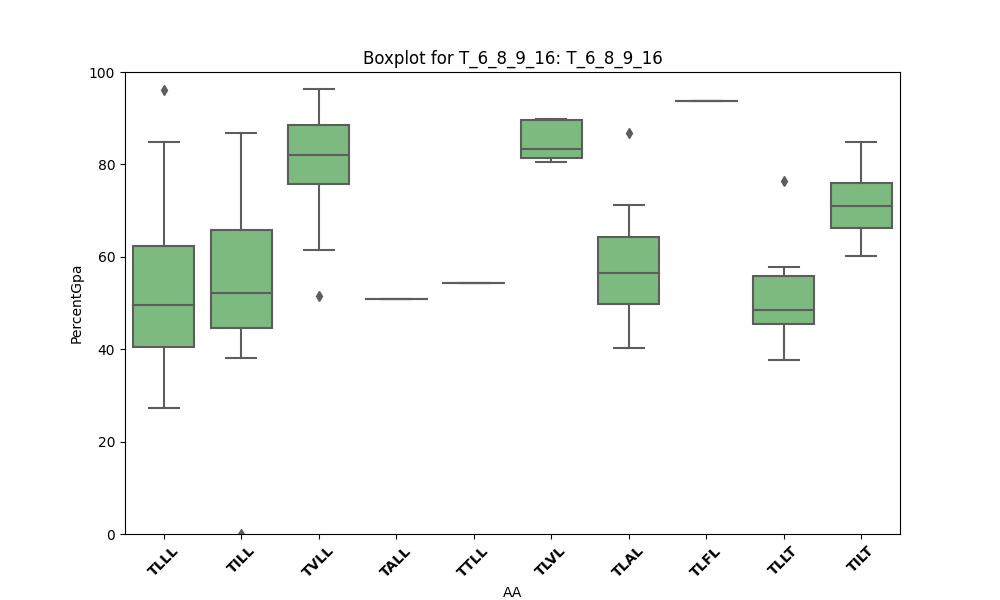 Boxplot for T_6_8_9_16: T_6_8_9_16
100
80
60
40
20
0
PercentGpa
TLLL TILL TVLL TALL TTLL TLVL TLAL TLFL TLLT TILT
AA